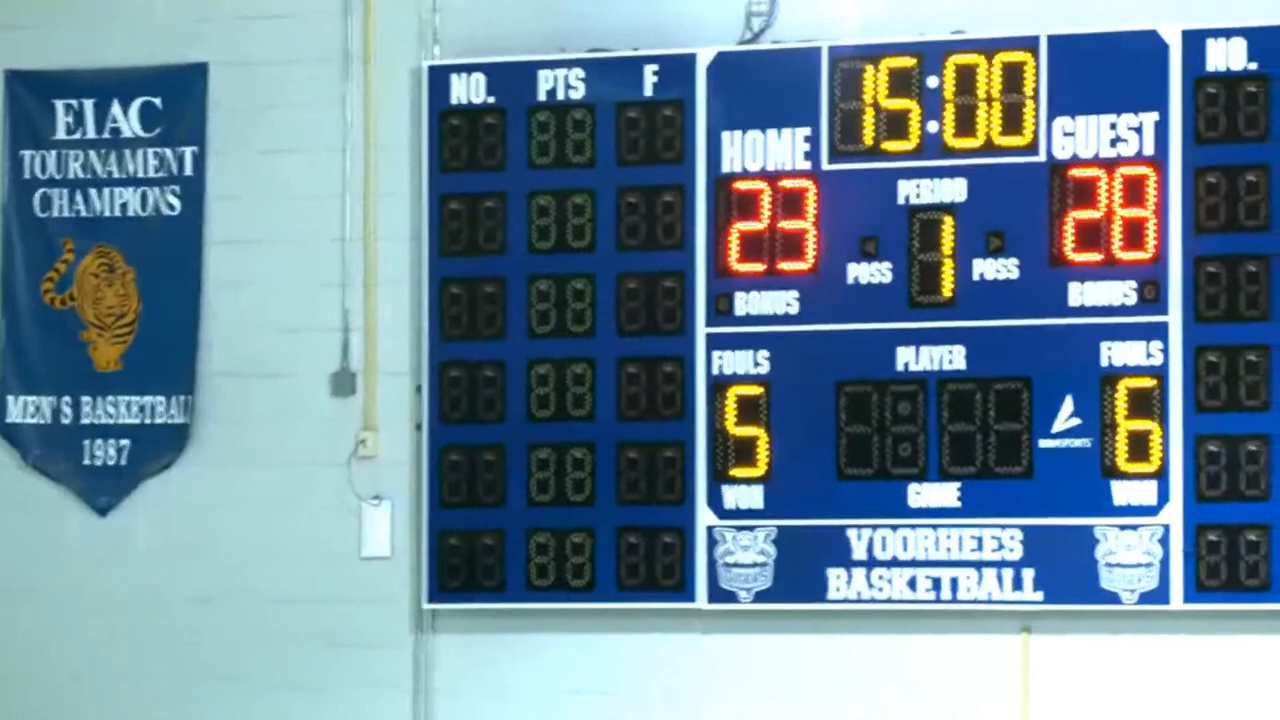 EIAC
TOURNAMENT
CHAMPIONS
MEN'S BASKETBALL
1987
NO. PTS F
HOME
15:00
GUEST
NO.
23
PERIOD
28
1
POSS POSS
BONUS
BONUS
FOULS
PLAYER
FOULS
5
6
WON
GAME
WON
VOORHEES
BASKETBALL